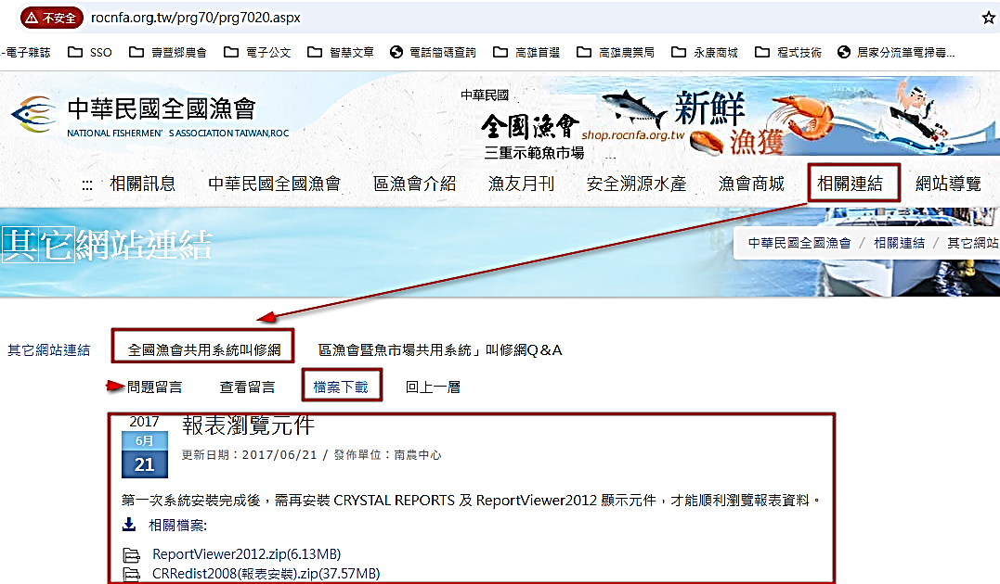 不安全 rocnfa.org.tw/prg70/prg7020.aspx
-電子雜誌 SSO 壽豐鄉農會 電子公文 智慧文章 電話簡碼查詢 高雄首選 高雄農業局 永康商城 程式技術 居家分流筆電掃毒...
中華民國全國漁會
NATIONAL FISHERMEN'S ASSOCIATION TAIWAN,ROC
中華民國
全國漁會
shop.rocnfa.org.tw
三重示範魚市場 ...
新鮮
漁獲
::: 相關訊息 中華民國全國漁會 區漁會介紹 漁友月刊 安全溯源水產 漁會商城 相關連結 網站導覽
其它網站連結
中華民國全國漁會 / 相關連結 / 其它網站
其它網站連結 全國漁會共用系統叫修網 區漁會暨魚市場共用系統」叫修網Q&A
問題留言 查看留言 檔案下載 回上一層
2017
6月
21
報表瀏覽元件
更新日期：2017/06/21 / 發佈單位：南農中心
第一次系統安裝完成後，需再安裝 CRYSTAL REPORTS 及 ReportViewer2012 顯示元件，才能順利瀏覽報表資料。
相關檔案:
ReportViewer2012.zip(6.13MB)
CRRedist2008(報表安裝).zip(37.57MB)